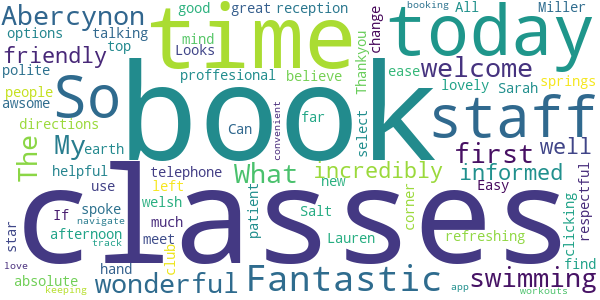 booking
Abercynon good great reception All Miller
options talking mind change
friendly top Looks time today
polite proffesional believe Thankyou ease welcome springs
people awsome So book lovely Sarah staff
directions Can far select
The My earth convenient first well
helpful telephone What incredibly informed respectful
If use left welsh Salt new Easy clicking
star spoke classes patient corner
afternoon much meet club Lauren refreshing find
navigate hand
love absolute track wonderful Fantastic app swimming
keeping workouts